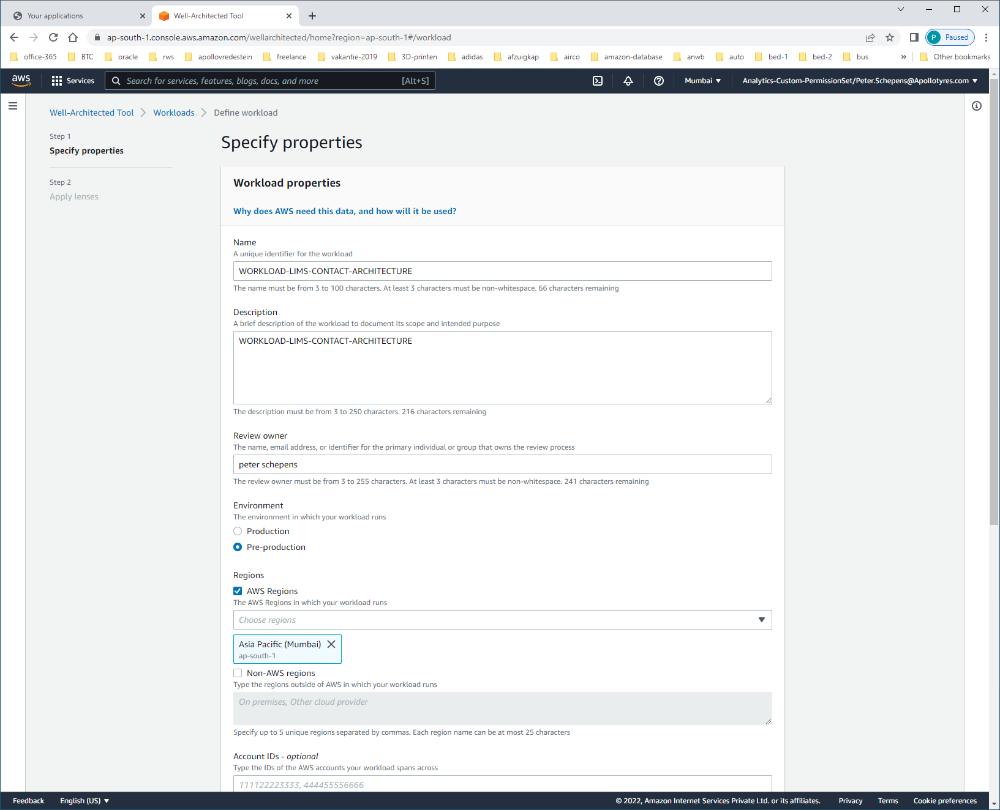 Your applications
Well-Architected Tool
ap-south-1.console.aws.amazon.com/wellarchitected/home?region=ap-south-1#/workload
P Paused
office-365 BTC oracle rws apollovredestein freelance vakantie-2019 3D-printen adidas afzuigkap airco amazon-database anwb auto bed-1 bed-2 bus » Other bookmarks
aws Services Search for services, features, blogs, docs, and more [Alt+S] Mumbai Analytics-Custom-PermissionSet/Peter.Schepens@Apollotyres.com
Well-Architected Tool Workloads Define workload
Step 1
Specify properties
Step 2
Apply lenses
Specify properties
Workload properties
Why does AWS need this data, and how will it be used?
Name
A unique identifier for the workload
WORKLOAD-LIMS-CONTACT-ARCHITECTURE
The name must be from 3 to 100 characters. At least 3 characters must be non-whitespace. 66 characters remaining
Description
A brief description of the workload to document its scope and intended purpose
WORKLOAD-LIMS-CONTACT-ARCHITECTURE
The description must be from 3 to 250 characters. 216 characters remaining
Review owner
The name, email address, or identifier for the primary individual or group that owns the review process
peter schepens
The review owner must be from 3 to 255 characters. At least 3 characters must be non-whitespace. 241 characters remaining
Environment
The environment in which your workload runs
Production
Pre-production
Regions
AWS Regions
The AWS Regions in which your workload runs
Choose regions
Asia Pacific (Mumbai)
ap-south-1
Non-AWS regions
Type the regions outside of AWS in which your workload runs
On premises, Other cloud provider
Specify up to 5 unique regions separated by commas. Each region name can be at most 25 characters
Account IDs - optional
Type the IDs of the AWS accounts your workload spans across
111122223333, 444455556666
Feedback English (US) © 2022, Amazon Internet Services Private Ltd. or its affiliates. Privacy Terms Cookie preferences